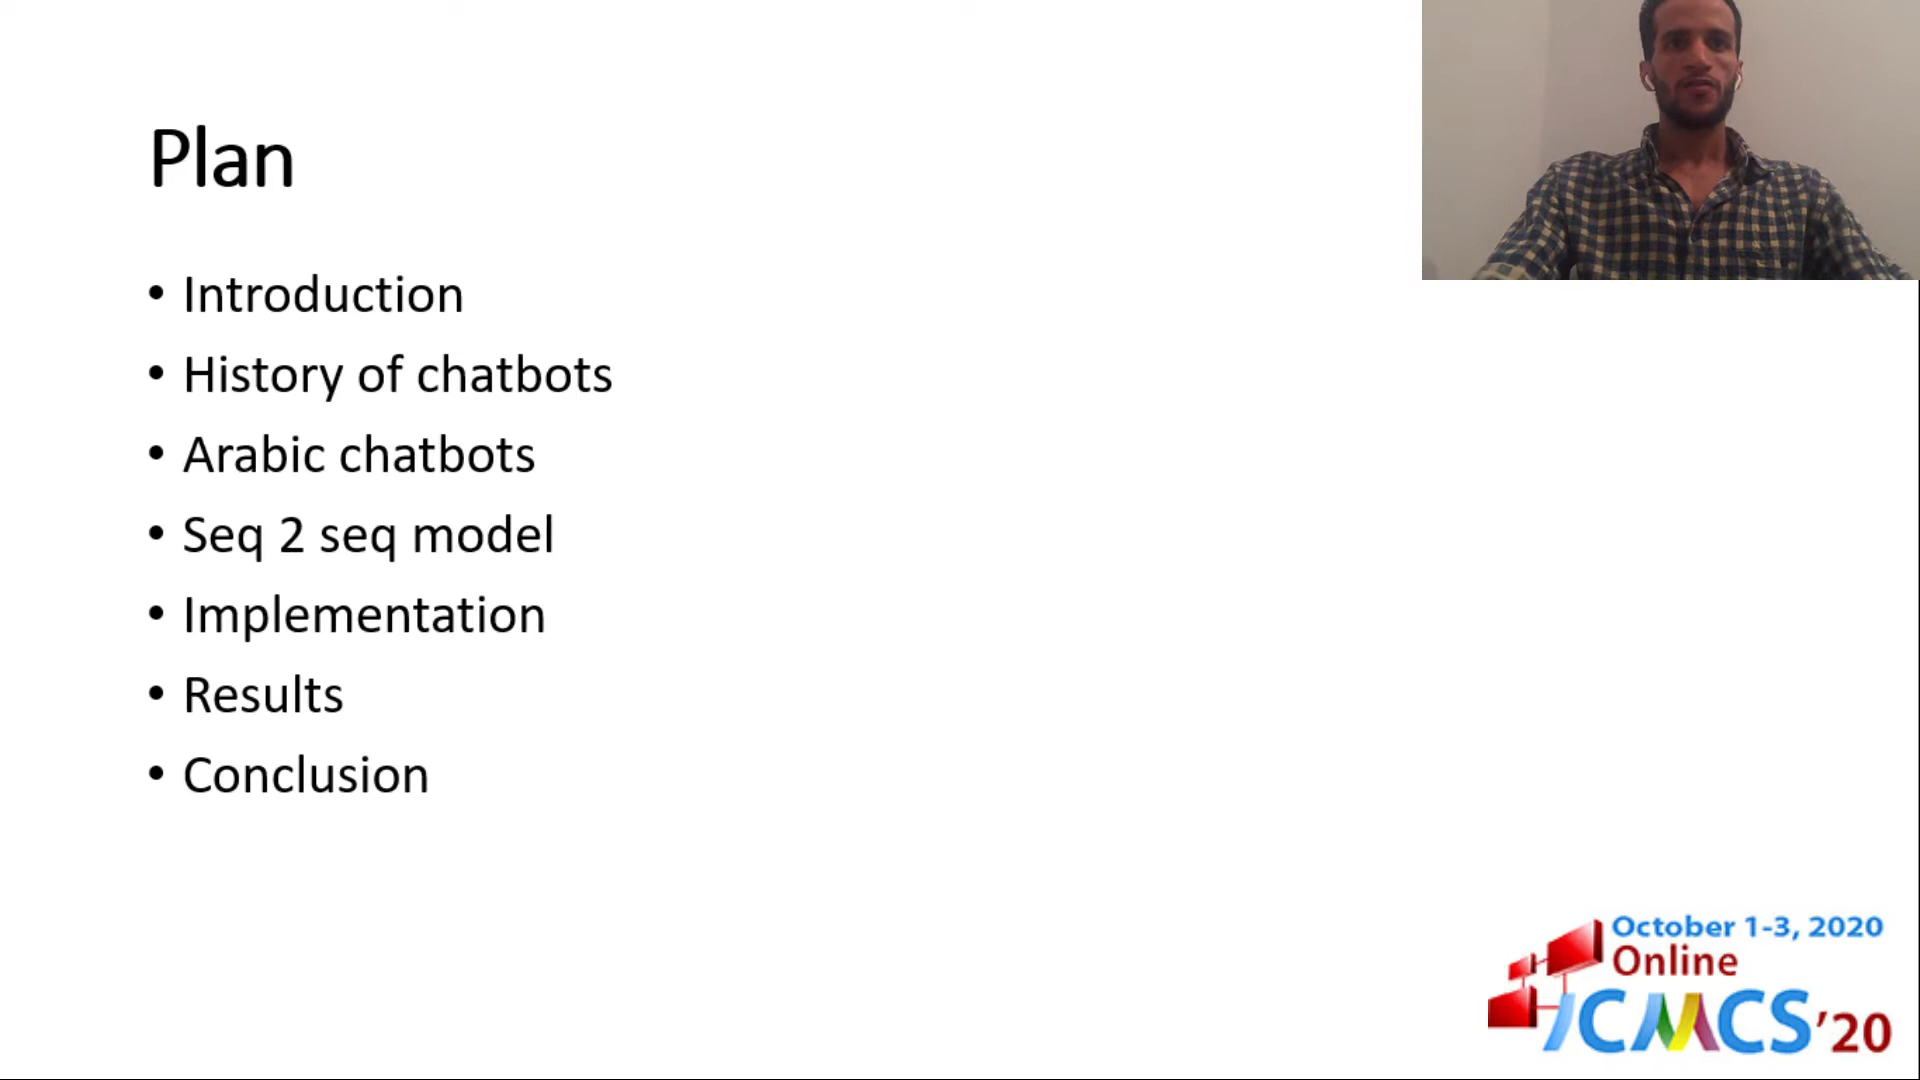 Plan
• Introduction
• History of chatbots
• Arabic chatbots
• Seq 2 seq model
• Implementation
• Results
• Conclusion
October 1-3, 2020
Online
ICMCS'20